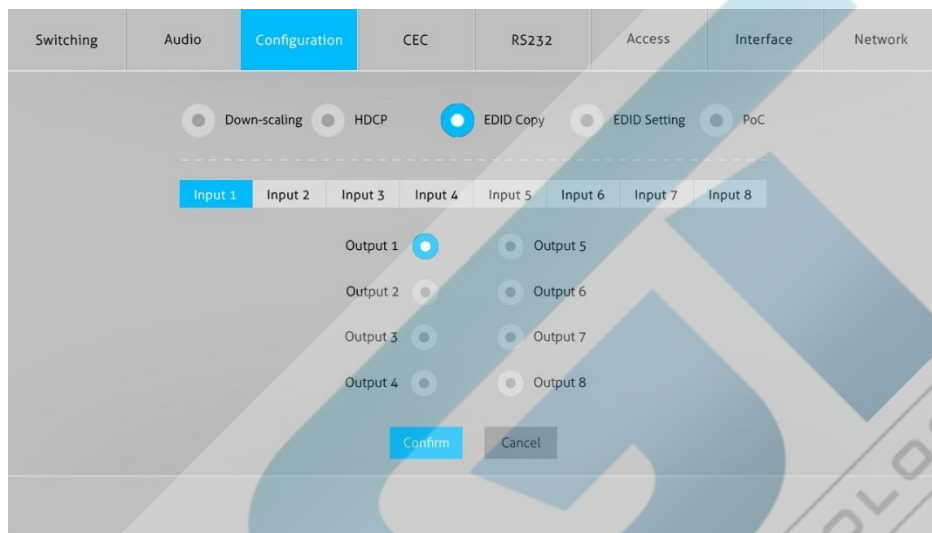 Switching Audio Configuration CEC RS232 Access Interface Network
Down-scaling HDCP EDID Copy EDID Setting PoC
Input 1 Input 2 Input 3 Input 4 Input 5 Input 6 Input 7 Input 8
Output 1 Output 5
Output 2 Output 6
Output 3 Output 7
Output 4 Output 8
Confirm Cancel